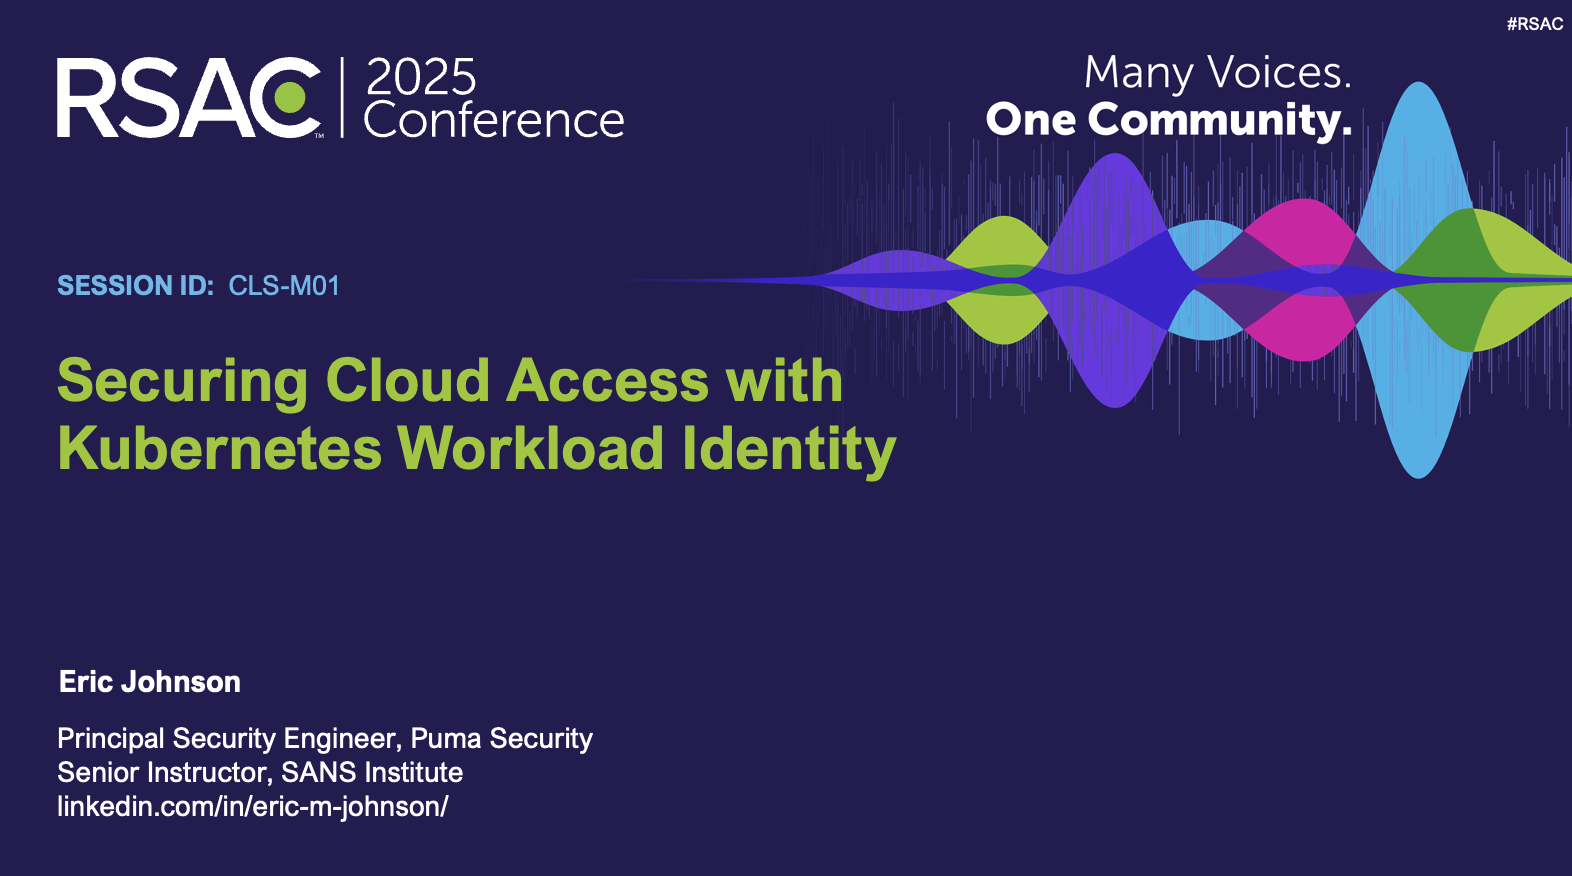 #RSAC
RSAC™ | 2025
Conference
Many Voices.
One Community.
SESSION ID: CLS-M01
Securing Cloud Access with
Kubernetes Workload Identity
Eric Johnson
Principal Security Engineer, Puma Security
Senior Instructor, SANS Institute
linkedin.com/in/eric-m-johnson/